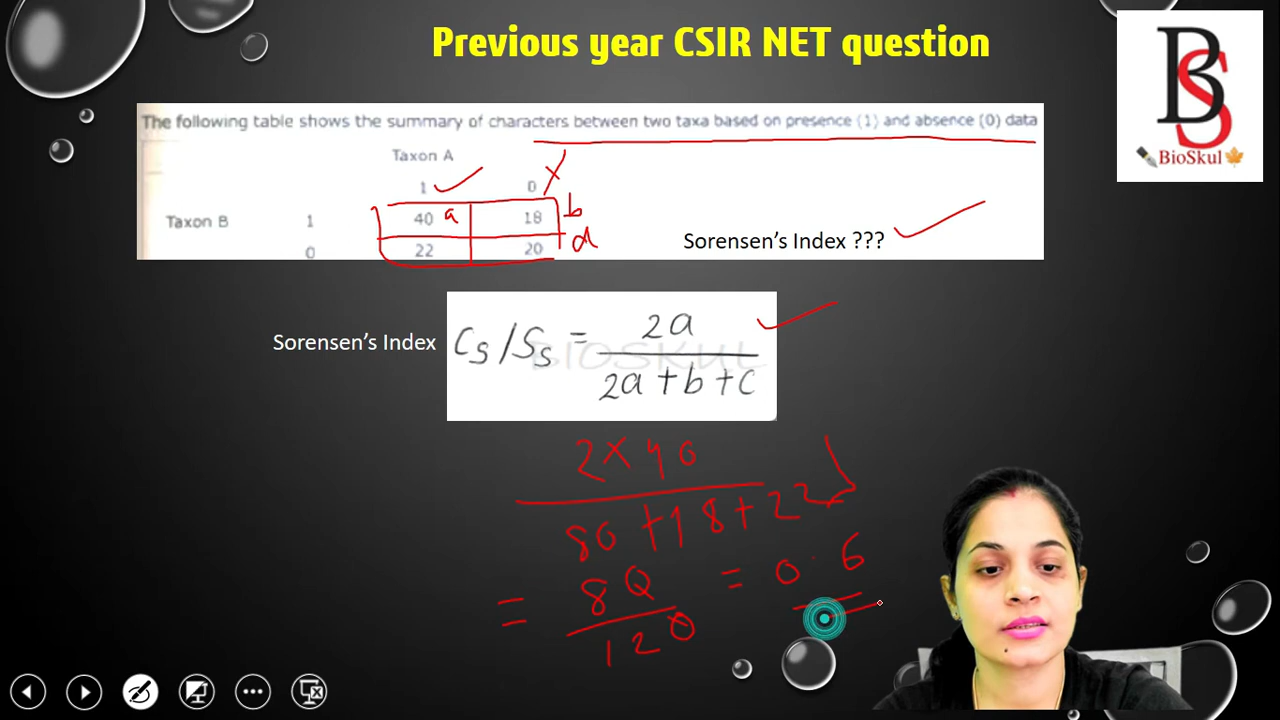 Previous year CSIR NET question
BS
BioSkul
The following table shows the summary of characters between two taxa based on presence (1) and absence (0) data
Taxon A
1 0
Taxon B 1 40 a 18 b
0 22 20 d
Sorensen's Index ???
Sorensen's Index Cs/Ss = 2a
2a+b+c
BIOSKUL
2×40
80+18+22
= 80 = 0.6
120